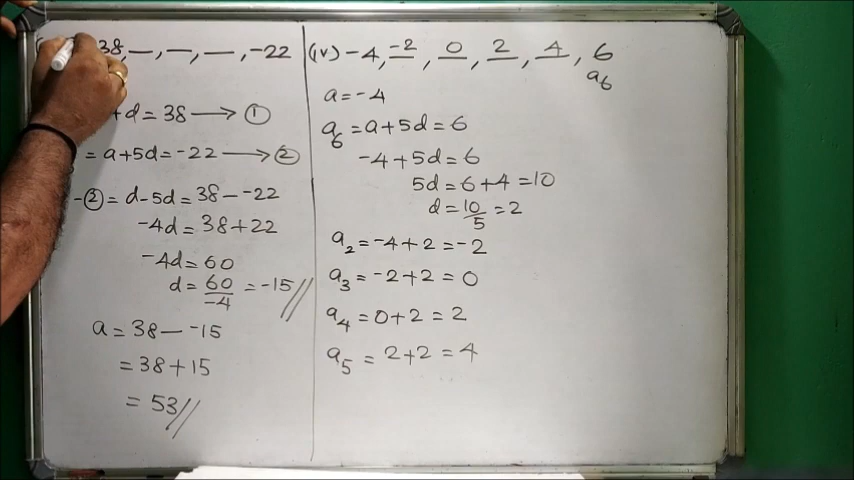 38, —, —, —, -22
+d = 38 → ①
= a+5d = -22 → ②
-② = d-5d = 38 - -22
-4d = 38+22
-4d = 60
d = 60/-4 = -15//
a = 38 - -15
= 38+15
= 53//
(iv) -4, -2, 0, 2, 4, 6
a₆
a = -4
a₆ = a+5d = 6
-4+5d = 6
5d = 6+4 = 10
d = 10/5 = 2
a₂ = -4+2 = -2
a₃ = -2+2 = 0
a₄ = 0+2 = 2
a₅ = 2+2 = 4